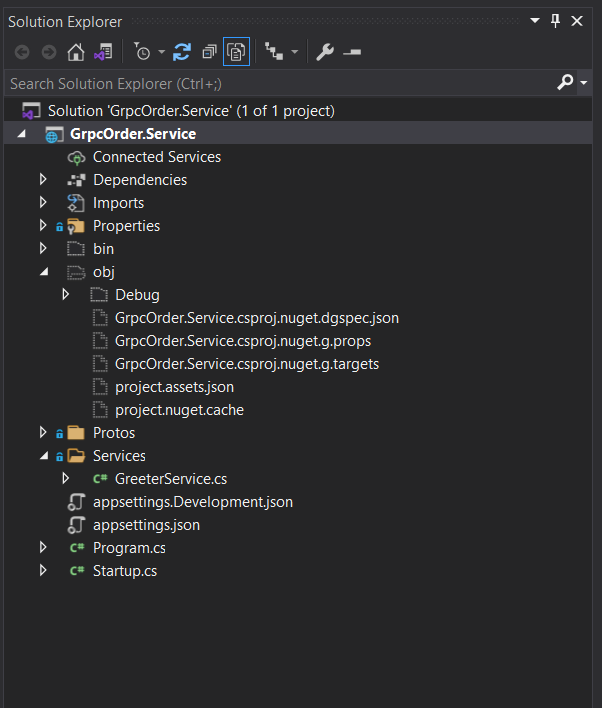 Solution Explorer
Search Solution Explorer (Ctrl+;)
Solution 'GrpcOrder.Service' (1 of 1 project)
GrpcOrder.Service
Connected Services
Dependencies
Imports
Properties
bin
obj
Debug
GrpcOrder.Service.csproj.nuget.dgspec.json
GrpcOrder.Service.csproj.nuget.g.props
GrpcOrder.Service.csproj.nuget.g.targets
project.assets.json
project.nuget.cache
Protos
Services
C# GreeterService.cs
appsettings.Development.json
appsettings.json
C# Program.cs
C# Startup.cs